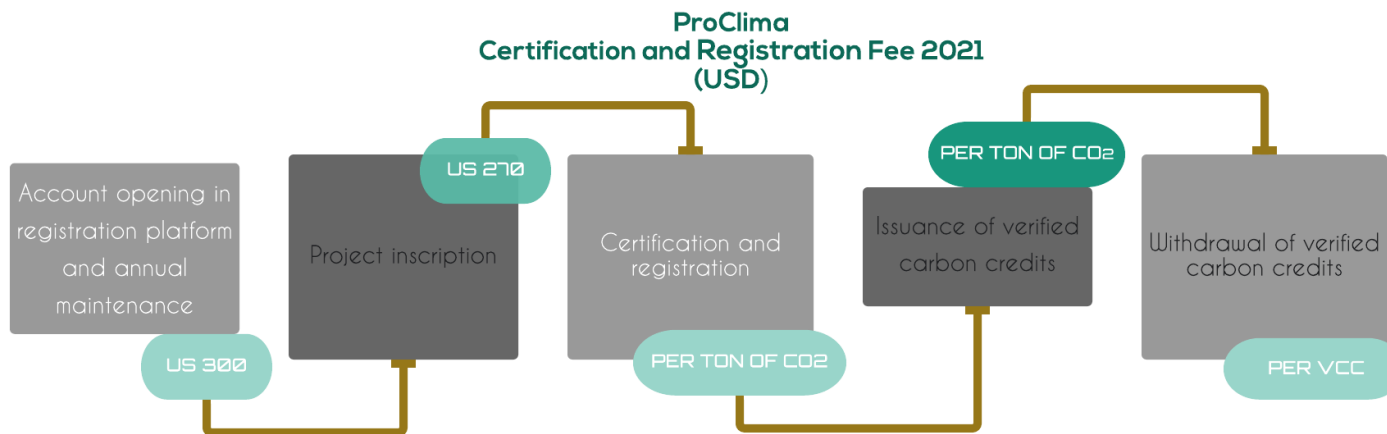 ProClima
Certification and Registration Fee 2021
(USD)
Account opening in
registration platform
and annual
maintenance
US 300
Project inscription
US 270
Certification and
registration
PER TON OF CO2
Issuance of verified
carbon credits
PER TON OF CO2
Withdrawal of verified
carbon credits
PER VCC